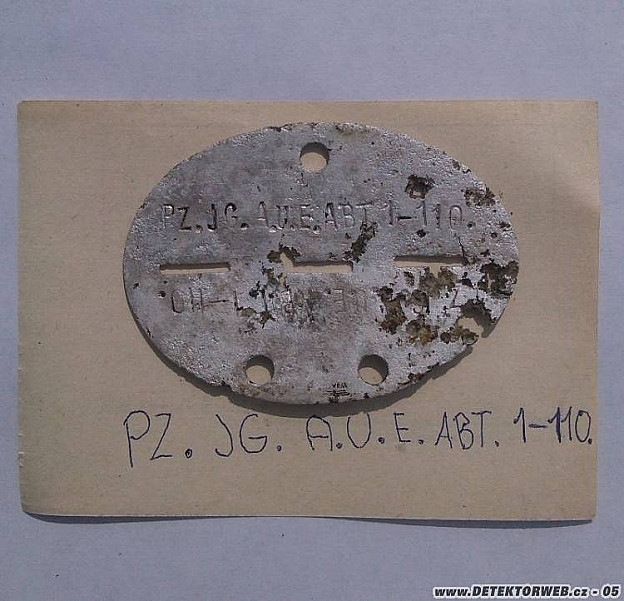 PZ.JG. A.U.E.ABT.1-110.
PZ. JG. A.U.E. ABT. 1-110.
www.DETEKTORWEB.cz - 05